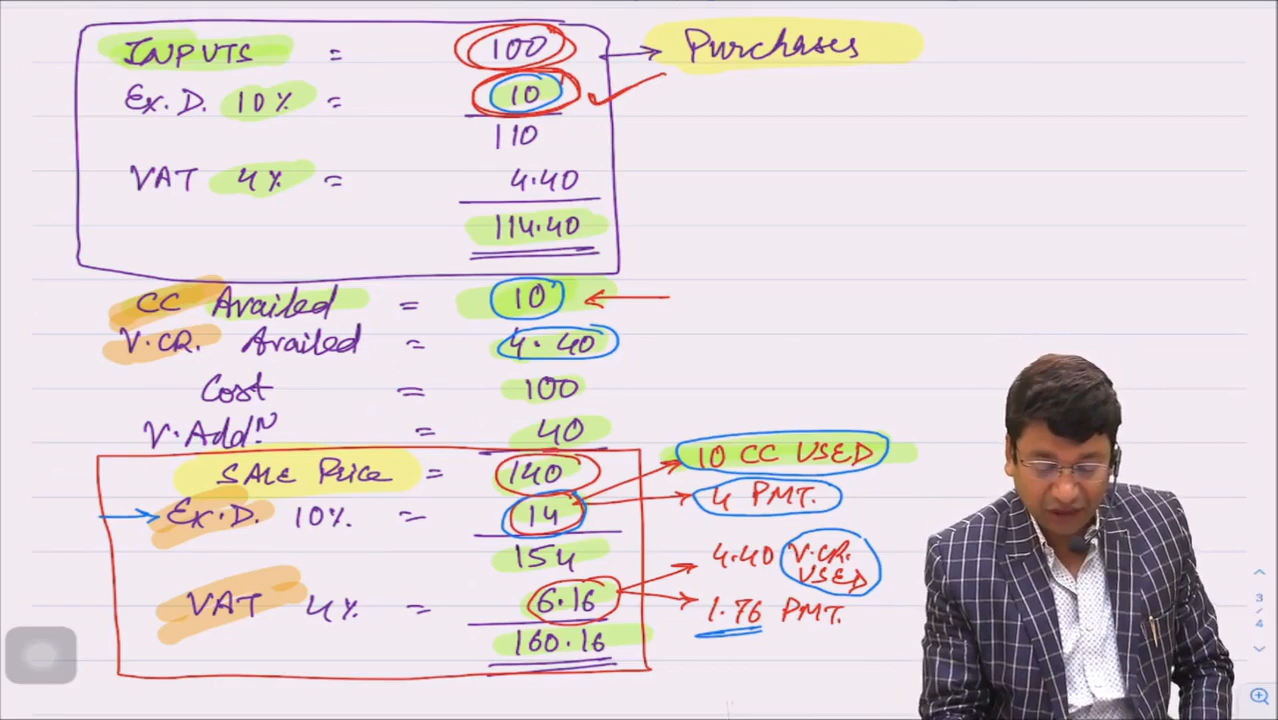 INPUTS = 100 → Purchases
Ex.D. 10% = 10
110
VAT 4% = 4.40
114.40
CC Availed = 10
V.CR. Availed = 4.40
Cost = 100
V.Addn = 40
SALE Price = 140
10 CC USED
4 PMT.
Ex.D. 10% = 14
154
4.40 V.CR. USED
VAT 4% = 6.16
1.76 PMT.
160.16
3
/
4